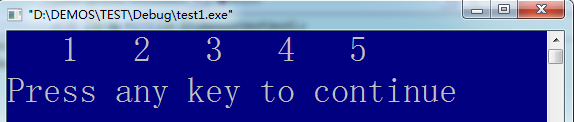 "D:\DEMOS\TEST\Debug\test1.exe"
1 2 3 4 5
Press any key to continue